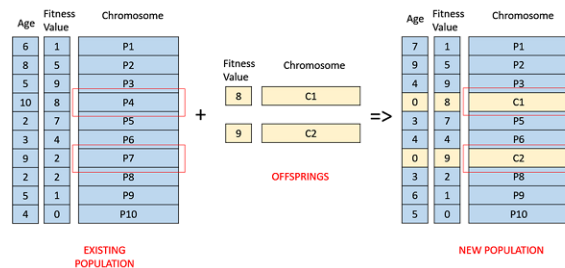 Age Fitness Value Chromosome
6 1 P1
8 5 P2
5 9 P3
10 8 P4
2 7 P5
3 4 P6
9 2 P7
2 2 P8
5 1 P9
4 0 P10
EXISTING
POPULATION
+
Fitness Value Chromosome
8 C1
9 C2
OFFSPRINGS
=>
Age Fitness Value Chromosome
7 1 P1
9 5 P2
4 9 P3
0 8 C1
3 7 P5
4 4 P6
0 9 C2
3 2 P8
6 1 P9
5 0 P10
NEW POPULATION